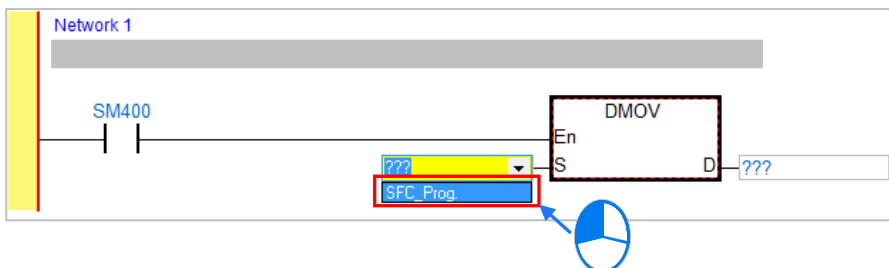 Network 1
SM400
DMOV
En
??? S D ???
SFC_Prog.